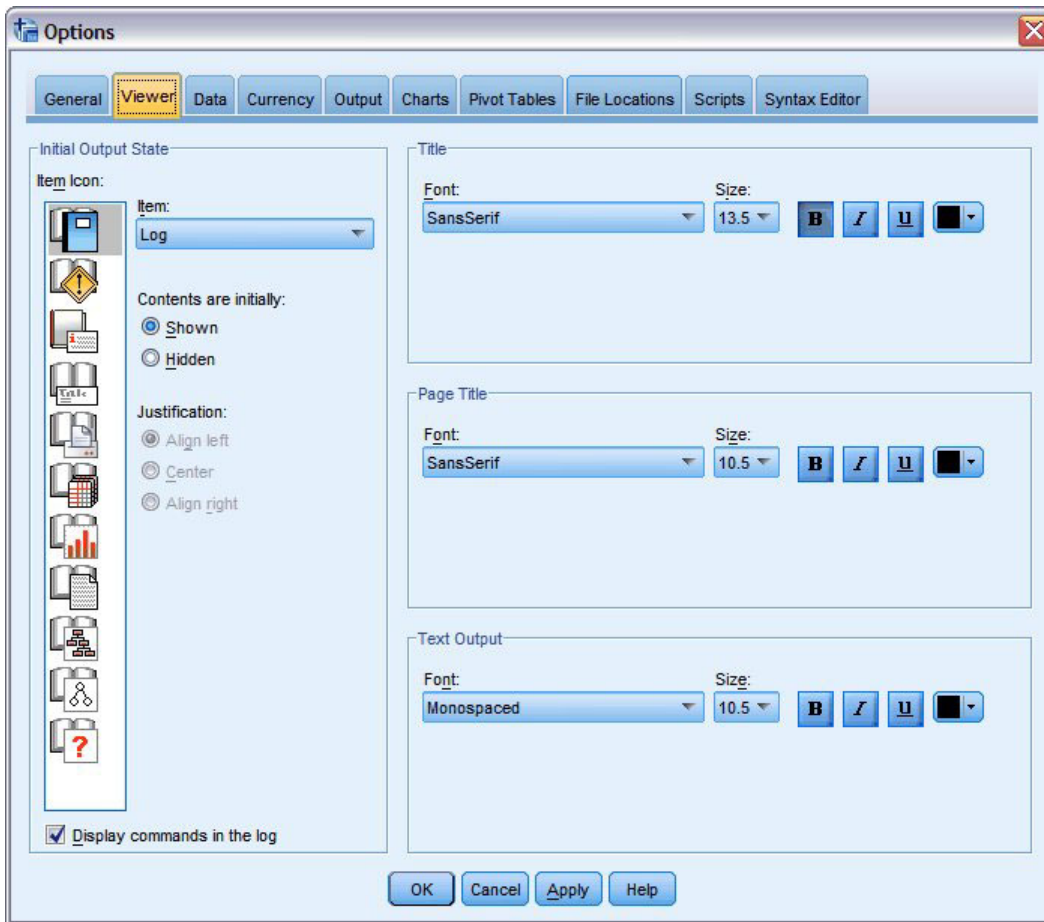 Options
General Viewer Data Currency Output Charts Pivot Tables File Locations Scripts Syntax Editor
Initial Output State
Item Icon:
Item:
Log
Contents are initially:
Shown
Hidden
Justification:
Align left
Center
Align right
Title
?
Display commands in the log
Title
Font:
Size:
SansSerif
13.5
B I U
Page Title
Font:
Size:
SansSerif
10.5
B I U
Text Output
Font:
Size:
Monospaced
10.5
B I U
OK Cancel Apply Help